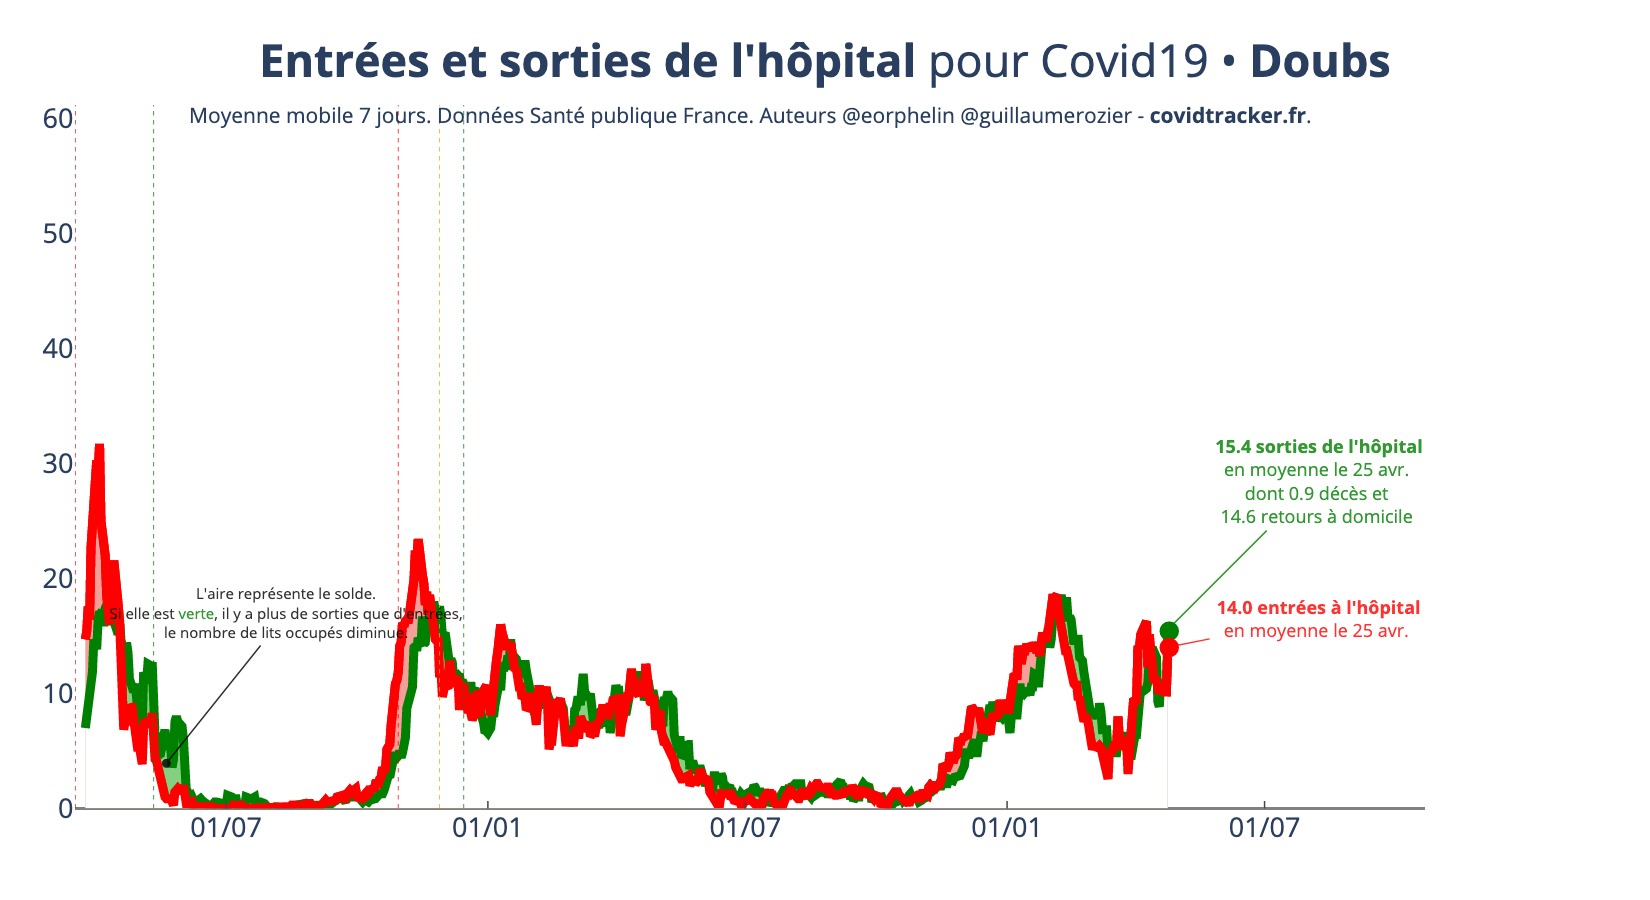 Entrées et sorties de l'hôpital pour Covid19 • Doubs
Moyenne mobile 7 jours. Données Santé publique France. Auteurs @eorphelin @guillaumerozier - covidtracker.fr.
60
50
40
30
20
10
0
15.4 sorties de l'hôpital
en moyenne le 25 avr.
dont 0.9 décès et
14.6 retours à domicile
14.0 entrées à l'hôpital
en moyenne le 25 avr.
L'aire représente le solde.
Si elle est verte, il y a plus de sorties que d'entrées,
le nombre de lits occupés diminue.
01/07
01/01
01/07
01/01
01/07